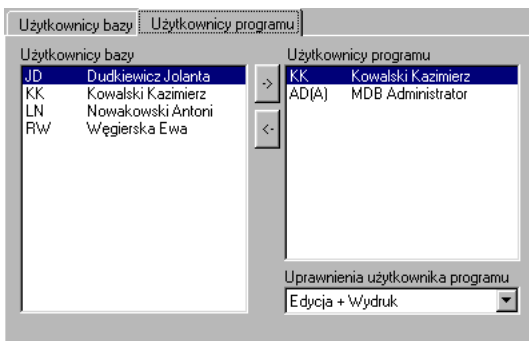 Użytkownicy bazy Użytkownicy programu
Użytkownicy bazy
JD Dudkiewicz Jolanta
KK Kowalski Kazimierz
LN Nowakowski Antoni
RW Węgierska Ewa
->
<-
Użytkownicy programu
KK Kowalski Kazimierz
AD(A) MDB Administrator
Uprawnienia użytkownika programu
Edycja + Wydruk